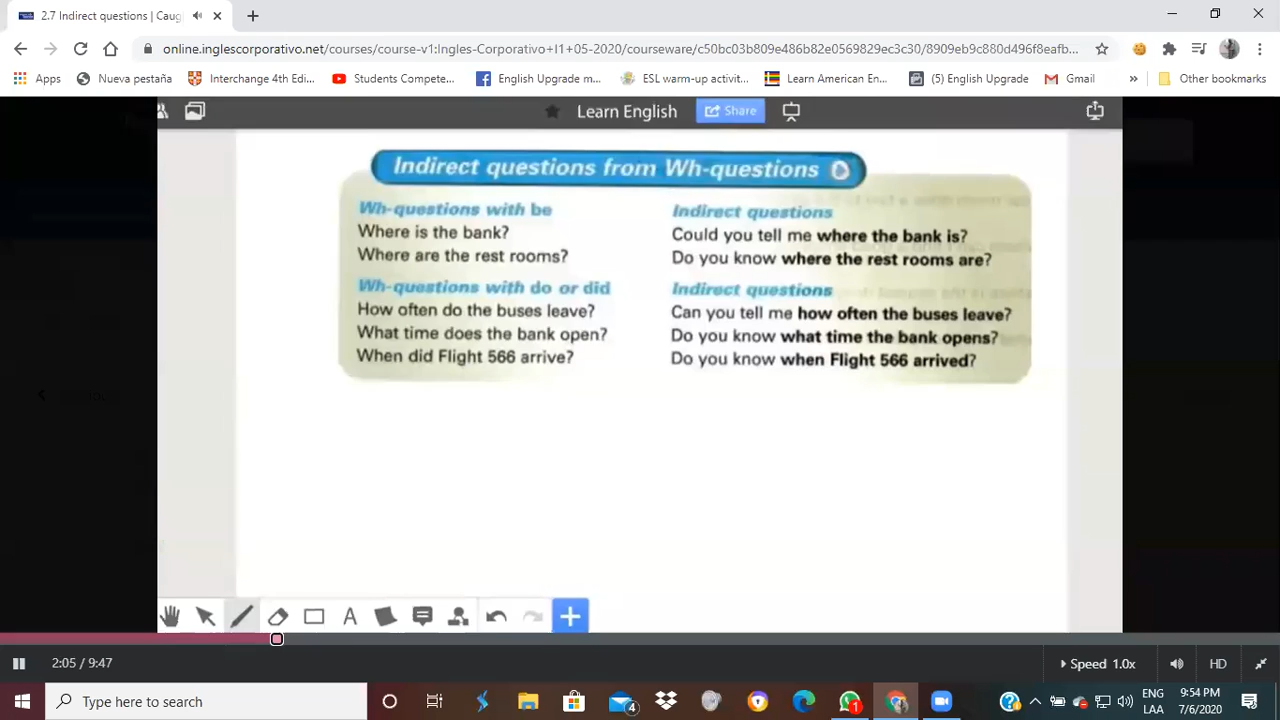 2.7 Indirect questions | Caug
online.inglescorporativo.net/courses/course-v1:Ingles-Corporativo+I1+05-2020/courseware/c50bc03b809e486b82e0569829ec3c30/8909eb9c880d496f8eafb...
Apps Nueva pestaña Interchange 4th Edi... Students Compete... English Upgrade m... ESL warm-up activit... Learn American En... (5) English Upgrade Gmail » Other bookmarks
Learn English Share
Indirect questions from Wh-questions
Wh-questions with be
Where is the bank?
Where are the rest rooms?
Wh-questions with do or did
How often do the buses leave?
What time does the bank open?
When did Flight 566 arrive?
Indirect questions
Could you tell me where the bank is?
Do you know where the rest rooms are?
Indirect questions
Can you tell me how often the buses leave?
Do you know what time the bank opens?
Do you know when Flight 566 arrived?
A
2:05 / 9:47
Speed 1.0x
HD
Type here to search
4
1
ENG
LAA
9:54 PM
7/6/2020